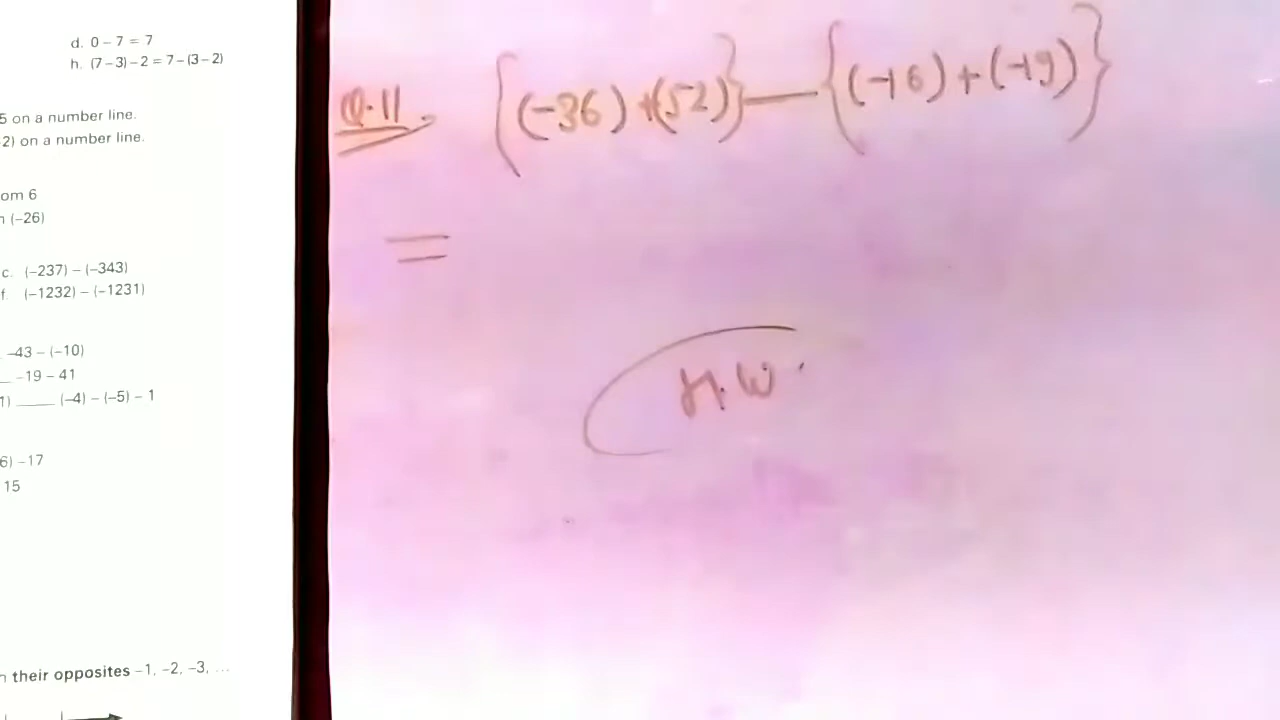 d. 0 – 7 = 7
h. (7 – 3) – 2 = 7 – (3 – 2)
5 on a number line.
2) on a number line.
om 6
(–26)
c. (–237) – (–343)
f. (–1232) – (–1231)
–43 – (–10)
__ –19 – 41
1) _____ (–4) – (–5) – 1
6) –17
15
their opposites –1, –2, –3, ...
Q.11. {(-36) + (52)} — {(-16) + (-19)}
=
H.W.